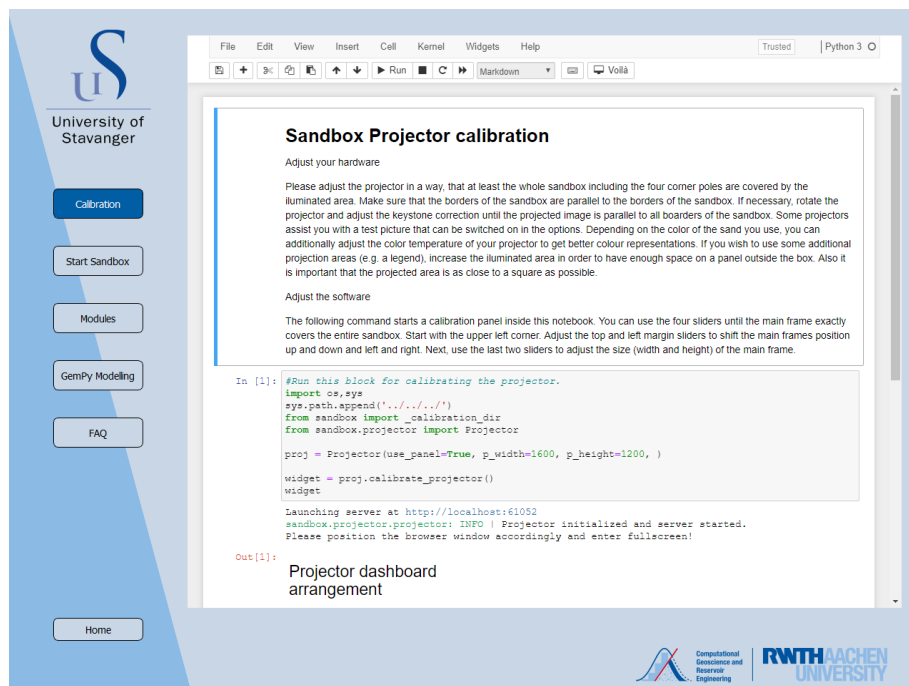 US
University of
Stavanger
Calibration
Start Sandbox
Modules
GemPy Modeling
FAQ
Home
File Edit View Insert Cell Kernel Widgets Help Trusted Python 3
Run Markdown Voilà
Sandbox Projector calibration
Adjust your hardware
Please adjust the projector in a way, that at least the whole sandbox including the four corner poles are covered by the
iluminated area. Make sure that the borders of the sandbox are parallel to the borders of the sandbox. If necessary, rotate the
projector and adjust the keystone correction until the projected image is parallel to all boarders of the sandbox. Some projectors
assist you with a test picture that can be switched on in the options. Depending on the color of the sand you use, you can
additionally adjust the color temperature of your projector to get better colour representations. If you wish to use some additional
projection areas (e.g. a legend), increase the iluminated area in order to have enough space on a panel outside the box. Also it
is important that the projected area is as close to a square as possible.
Adjust the software
The following command starts a calibration panel inside this notebook. You can use the four sliders until the main frame exactly
covers the entire sandbox. Start with the upper left corner. Adjust the top and left margin sliders to shift the main frames position
up and down and left and right. Next, use the last two sliders to adjust the size (width and height) of the main frame.
In [1]: #Run this block for calibrating the projector.
import os,sys
sys.path.append('../../../')
from sandbox import _calibration_dir
from sandbox.projector import Projector
proj = Projector(use_panel=True, p_width=1600, p_height=1200, )
widget = proj.calibrate_projector()
widget
Launching server at http://localhost:61052
sandbox.projector.projector: INFO | Projector initialized and server started.
Please position the browser window accordingly and enter fullscreen!
Out[1]:
Projector dashboard
arrangement
Computational
Geoscience and
Reservoir
Engineering
RWTHAACHEN
UNIVERSITY